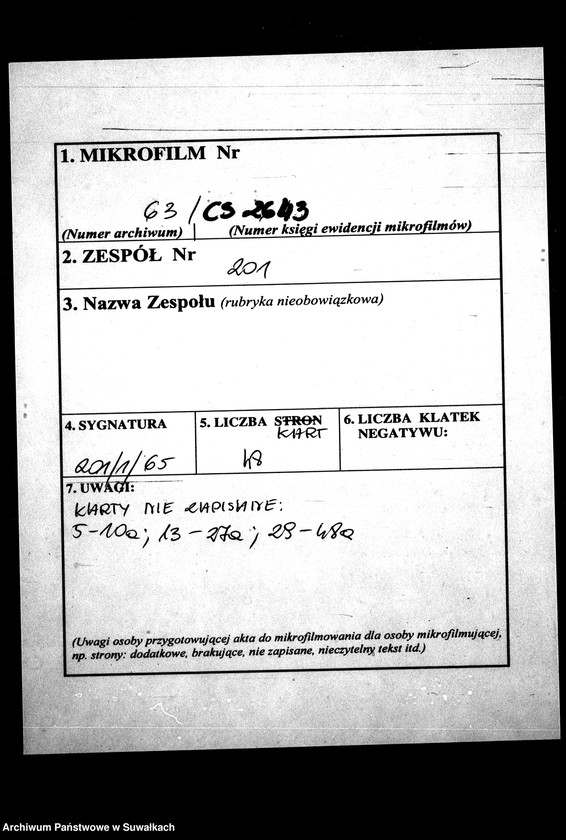 1. MIKROFILM Nr
63 / CS 2643
(Numer archiwum) (Numer księgi ewidencji mikrofilmów)
2. ZESPÓŁ Nr
201
3. Nazwa Zespołu (rubryka nieobowiązkowa)
4. SYGNATURA
201/1/65
5. LICZBA STRON
KART
48
6. LICZBA KLATEK
NEGATYWU:
7. UWAGI:
KARTY NIE ZAPISANE:
5-10a; 13-27a; 29-48a
(Uwagi osoby przygotowującej akta do mikrofilmowania dla osoby mikrofilmującej,
np. strony: dodatkowe, brakujące, nie zapisane, nieczytelny tekst itd.)
Archiwum Państwowe w Suwałkach